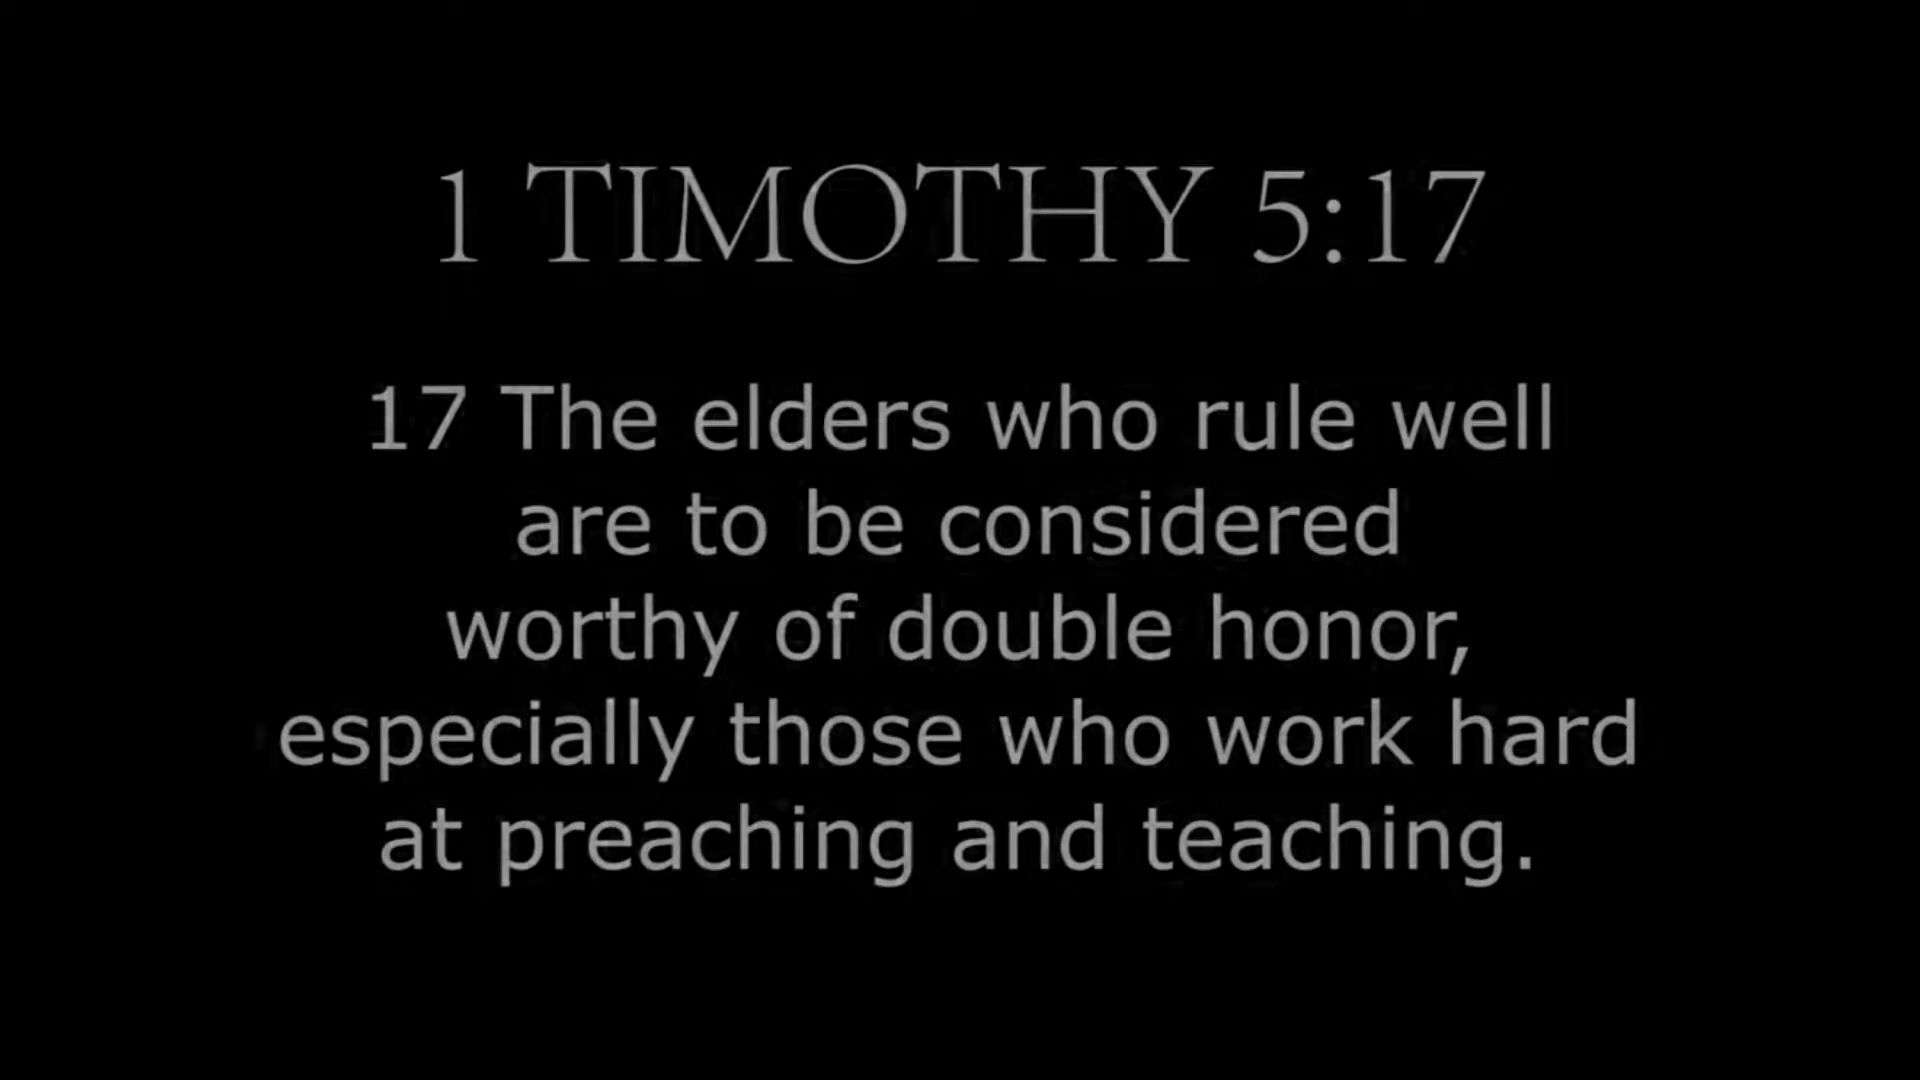 1 TIMOTHY 5:17
17 The elders who rule well
are to be considered
worthy of double honor,
especially those who work hard
at preaching and teaching.